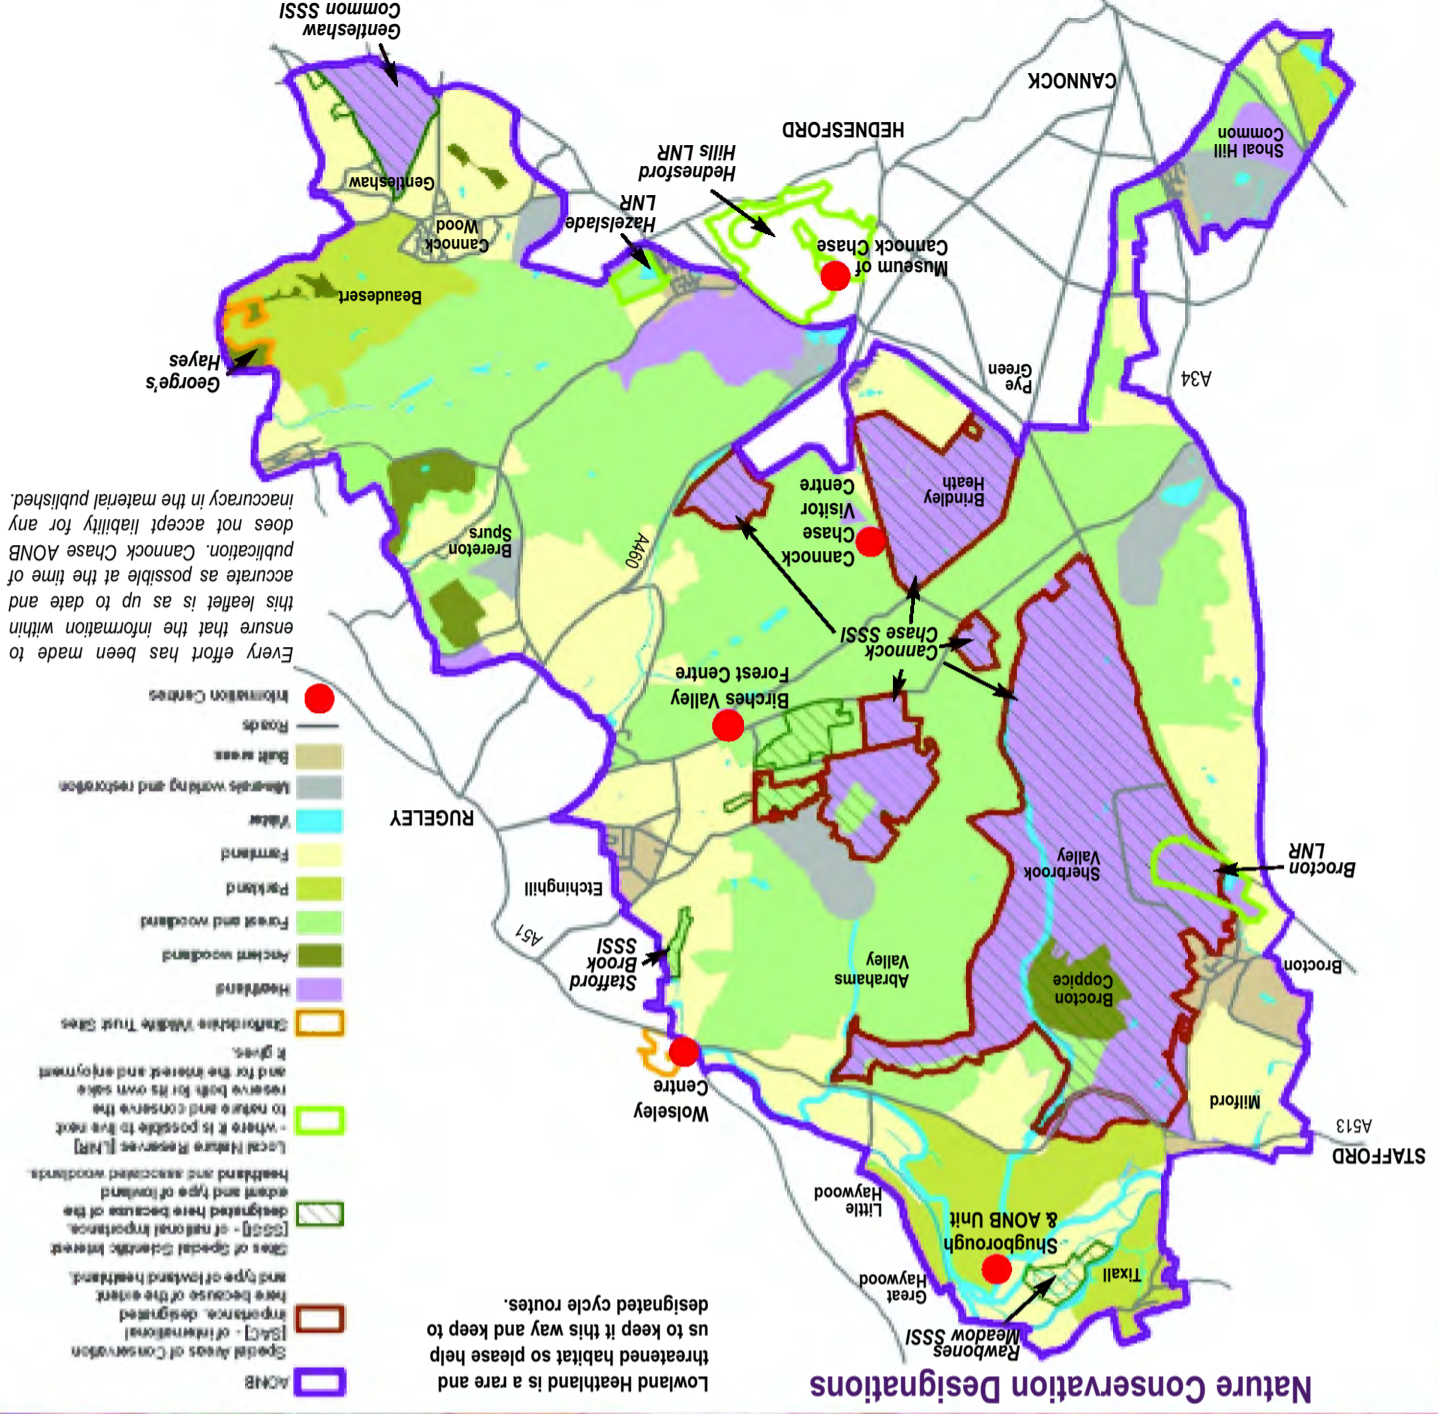 Nature Conservation Designations
Lowland Heathland is a rare and
threatened habitat so please help
us to keep it this way and keep to
designated cycle routes.
AONB
Special Areas of Conservation
[SAC] - of international
importance, designated
here because of the extent
and type of lowland heathland.
Sites of Special Scientific Interest
[SSSI] - of national importance,
designated here because of the
extent and type of lowland
heathland and associated woodlands.
Local Nature Reserves [LNR]
- where it is possible to live next
to nature and conserve the
reserve both for its own sake
and for the interest and enjoyment
it gives.
Staffordshire Wildlife Trust Sites
Heathland
Ancient woodland
Forest and woodland
Parkland
Farmland
Water
Minerals working and restoration
Built areas
Roads
Information Centres
Every effort has been made to
ensure that the information within
this leaflet is as up to date and
accurate as possible at the time of
publication. Cannock Chase AONB
does not accept liability for any
inaccuracy in the material published.
Rawbones
Meadow SSSI
Tixall
Great
Haywood
Shugborough
& AONB Unit
Little
Haywood
STAFFORD
A513
Milford
Wolseley
Centre
Brocton
Brocton
Coppice
Abrahams
Valley
Stafford
Brook
SSSI
A51
Etchinghill
Brocton
LNR
Sherbrook
Valley
RUGELEY
Birches Valley
Forest Centre
Cannock
Chase SSSI
Cannock
Chase
Visitor
Centre
A460
Brereton
Spurs
Brindley
Heath
A34
Pye
Green
George's
Hayes
Beaudesert
Museum of
Cannock Chase
Hednesford
Hills LNR
Hazelslade
LNR
Cannock
Wood
Gentleshaw
HEDNESFORD
CANNOCK
Shoal Hill
Common
Gentleshaw
Common SSSI